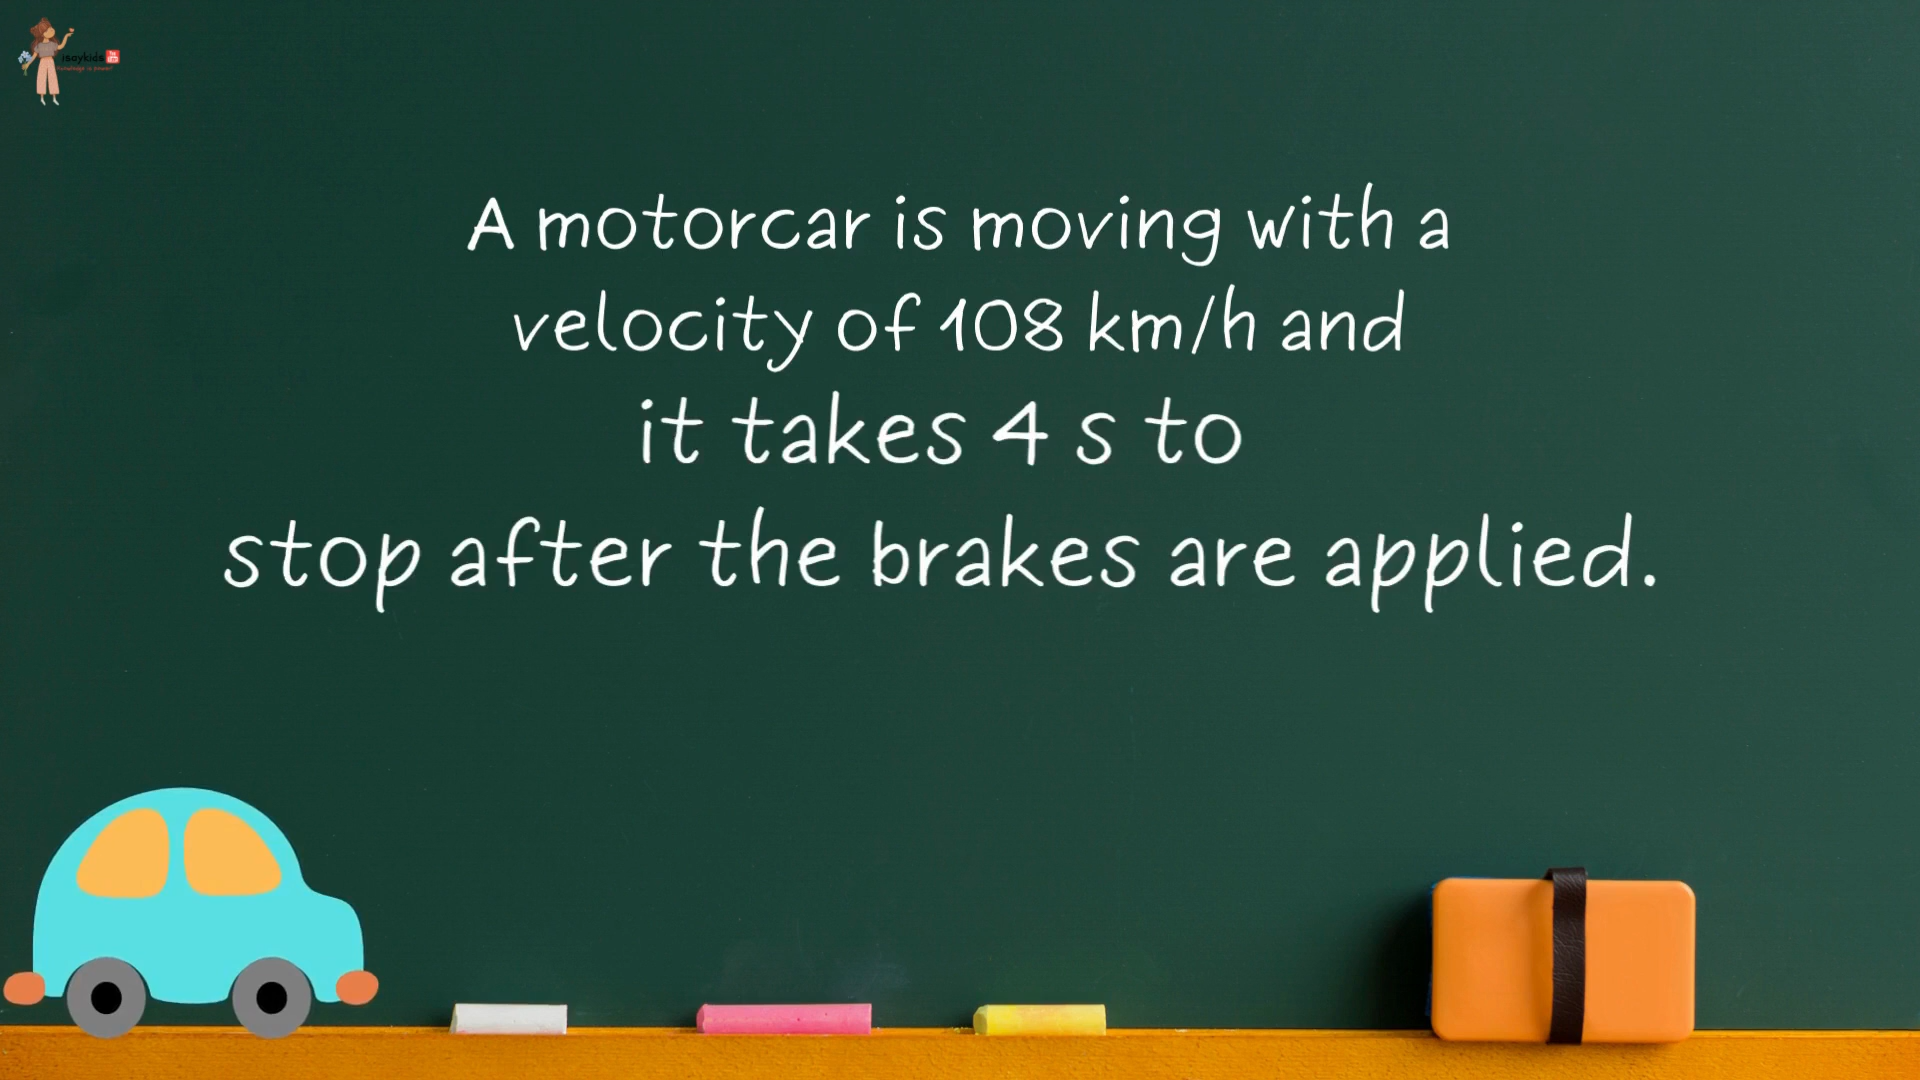 isaykids
A motorcar is moving with a
velocity of 108 km/h and
it takes 4 s to
stop after the brakes are applied.